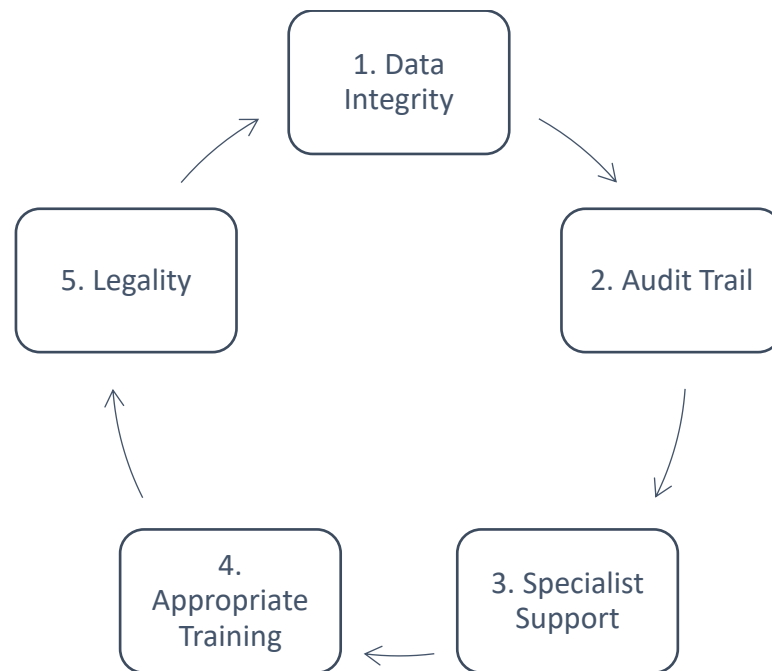 1. Data
Integrity
2. Audit Trail
3. Specialist
Support
4.
Appropriate
Training
5. Legality